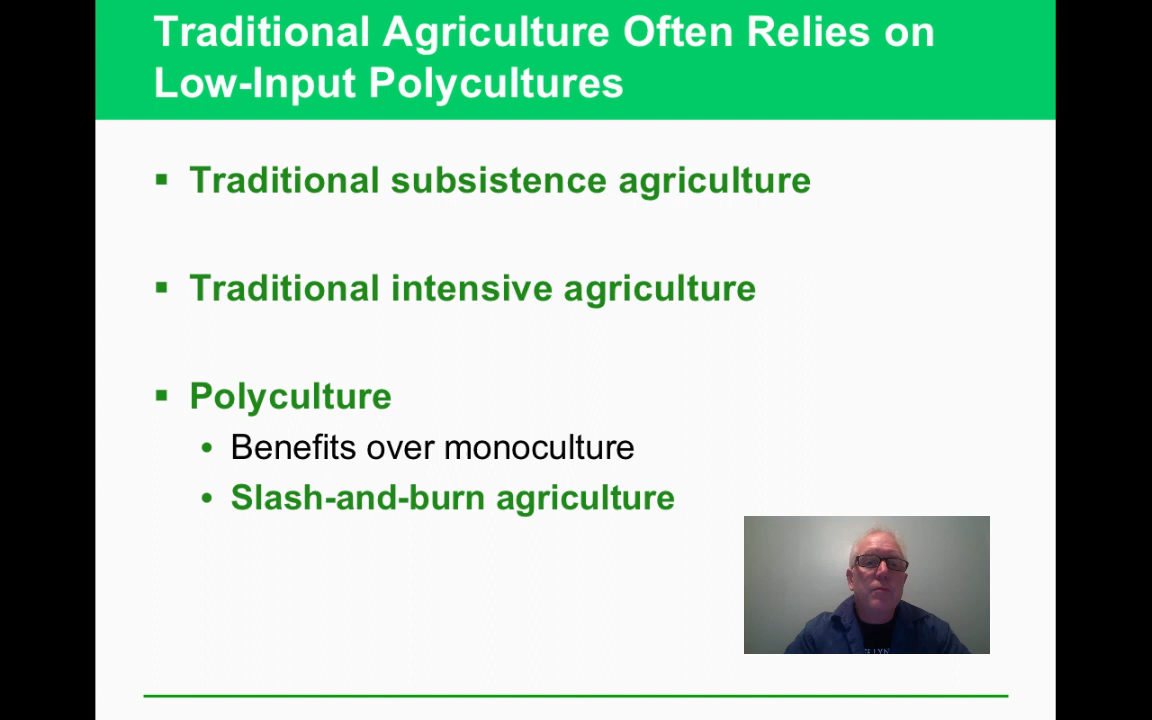 Traditional Agriculture Often Relies on
Low-Input Polycultures
▪ Traditional subsistence agriculture
▪ Traditional intensive agriculture
▪ Polyculture
• Benefits over monoculture
• Slash-and-burn agriculture